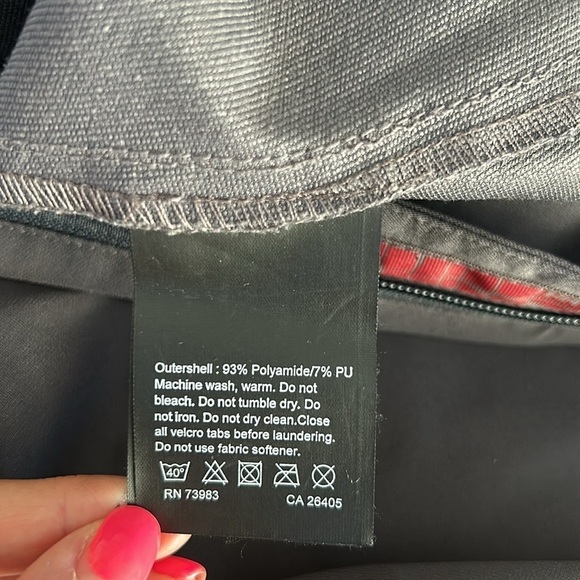 Outershell : 93% Polyamide/7% PU
Machine wash, warm. Do not
bleach. Do not tumble dry. Do
not iron. Do not dry clean.Close
all velcro tabs before laundering.
Do not use fabric softener.
40°
RN 73983 CA 26405